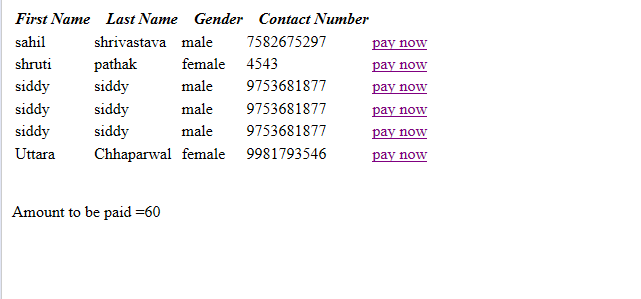 First Name Last Name Gender Contact Number
sahil shrivastava male 7582675297 pay now
shruti pathak female 4543 pay now
siddy siddy male 9753681877 pay now
siddy siddy male 9753681877 pay now
siddy siddy male 9753681877 pay now
Uttara Chhaparwal female 9981793546 pay now
Amount to be paid =60